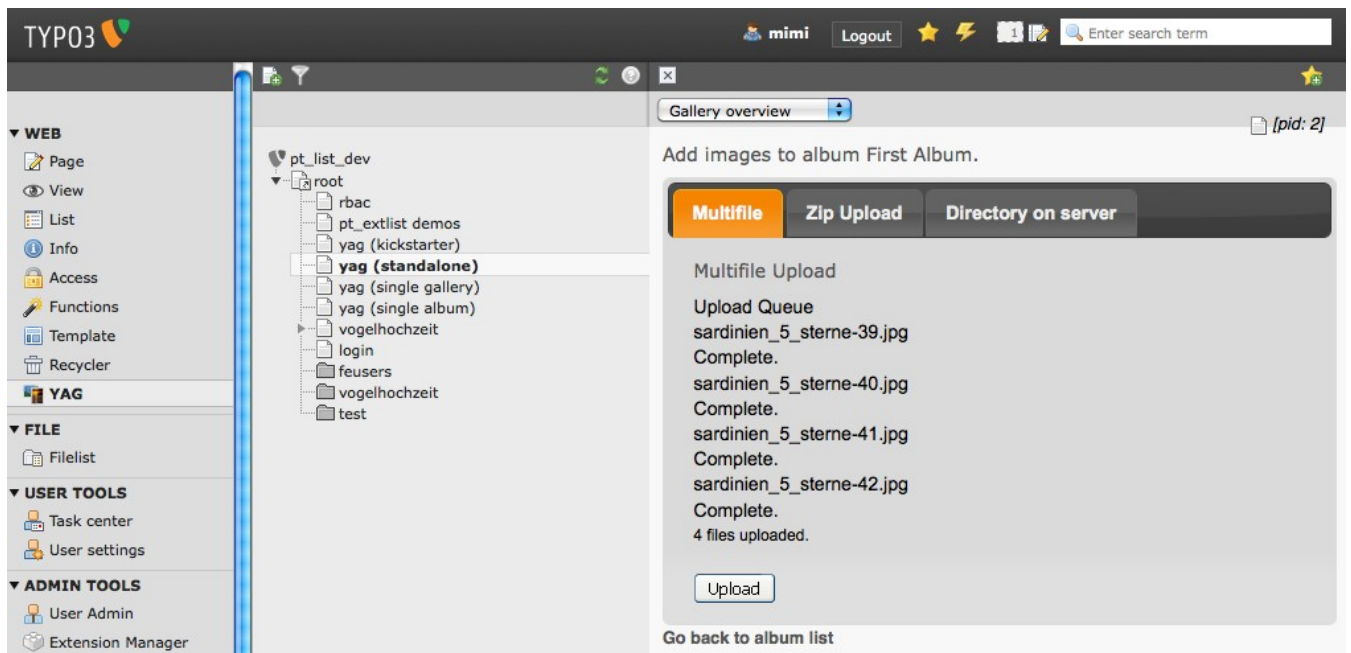 TYPO3
mimi
Logout
1
Enter search term
Gallery overview
[pid: 2]
WEB
Page
View
List
Info
Access
Functions
Template
Recycler
YAG
FILE
Filelist
USER TOOLS
Task center
User settings
ADMIN TOOLS
User Admin
Extension Manager
pt_list_dev
root
rbac
pt_extlist demos
yag (kickstarter)
yag (standalone)
yag (single gallery)
yag (single album)
vogelhochzeit
login
feusers
vogelhochzeit
test
Add images to album First Album.
Multifile Zip Upload Directory on server
Multifile Upload
Upload Queue
sardinien_5_sterne-39.jpg
Complete.
sardinien_5_sterne-40.jpg
Complete.
sardinien_5_sterne-41.jpg
Complete.
sardinien_5_sterne-42.jpg
Complete.
4 files uploaded.
Upload
Go back to album list